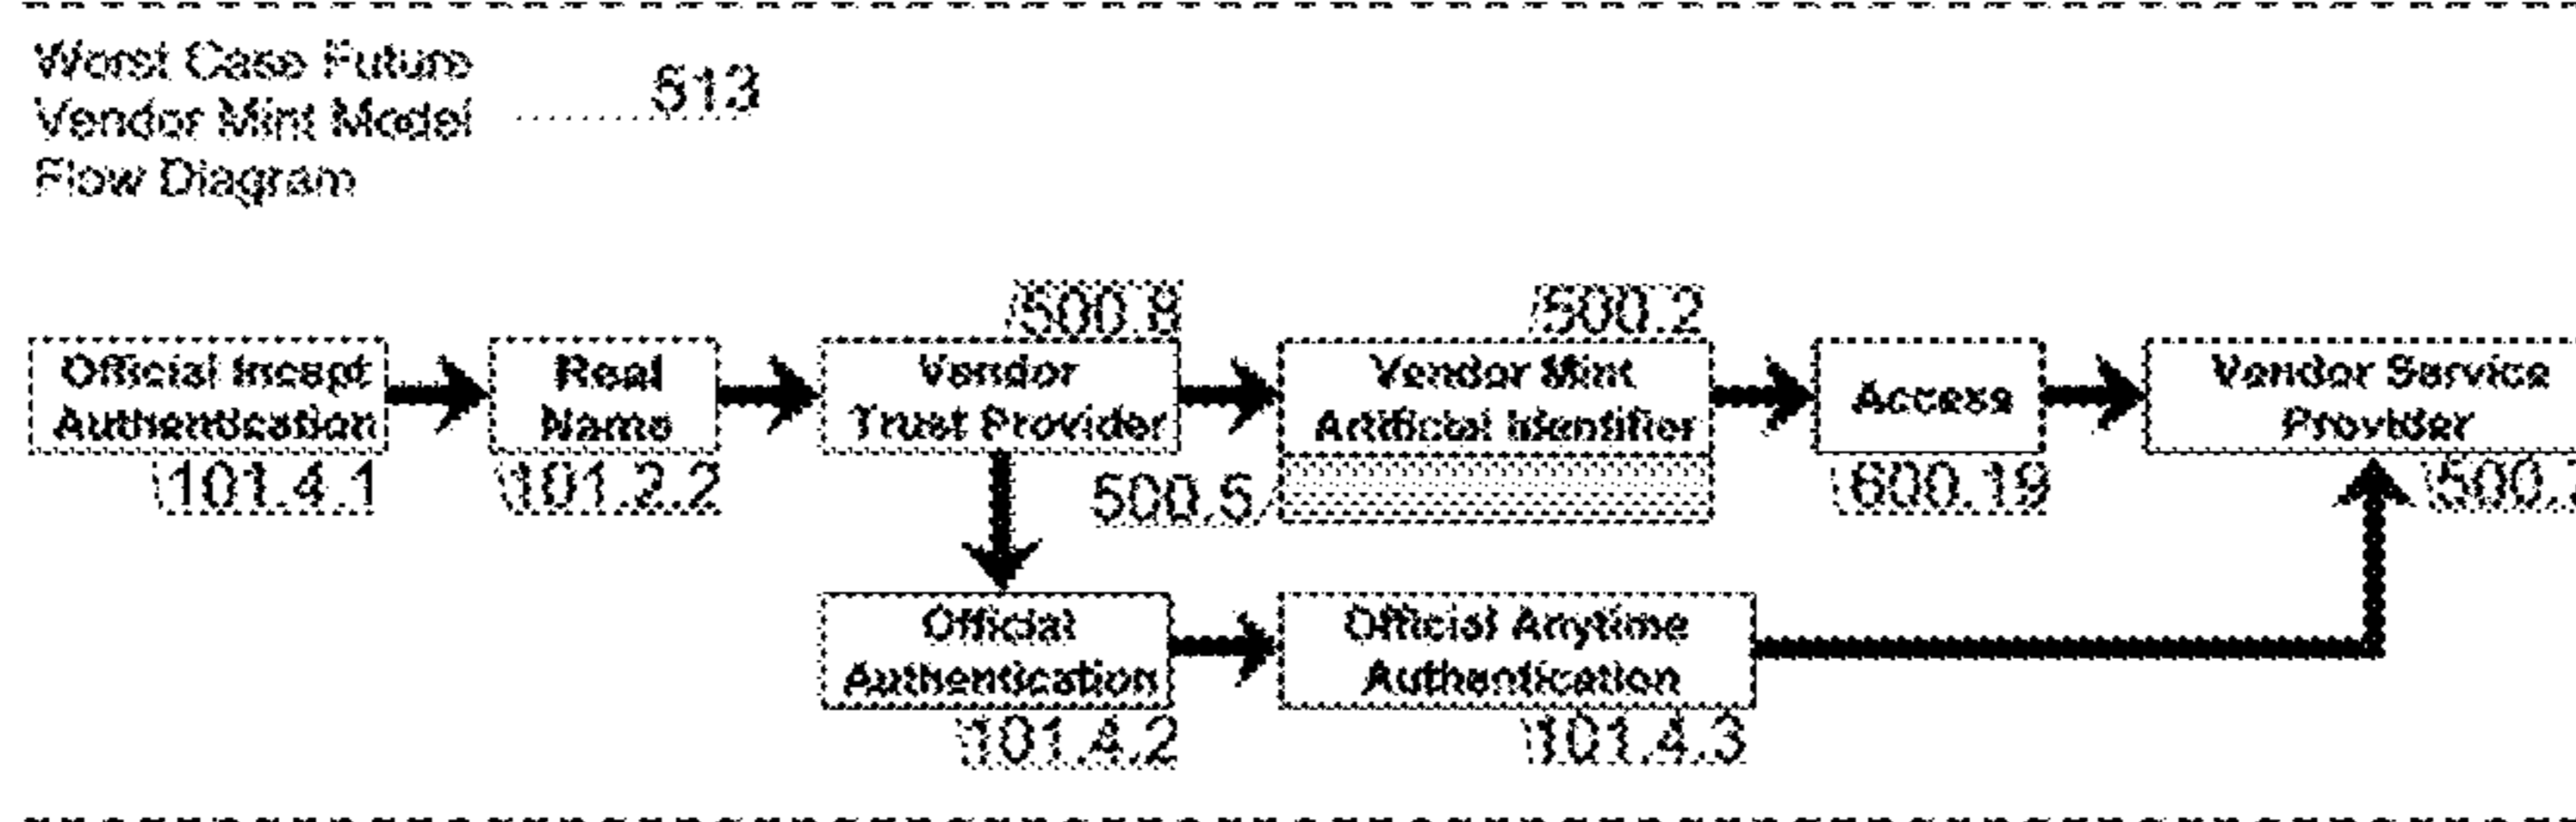 Worst Case Future
Vendor Mint Model
Flow Diagram
513
500.8
500.2
Official Incept
Authentication
Real
Name
Vendor
Trust Provider
Vendor Mint
Artificial Identifier
Access
Vendor Service
Provider
101.4.1
101.2.2
500.5
600.19
Official
Authentication
Official Anytime
Authentication
101.4.2
101.4.3